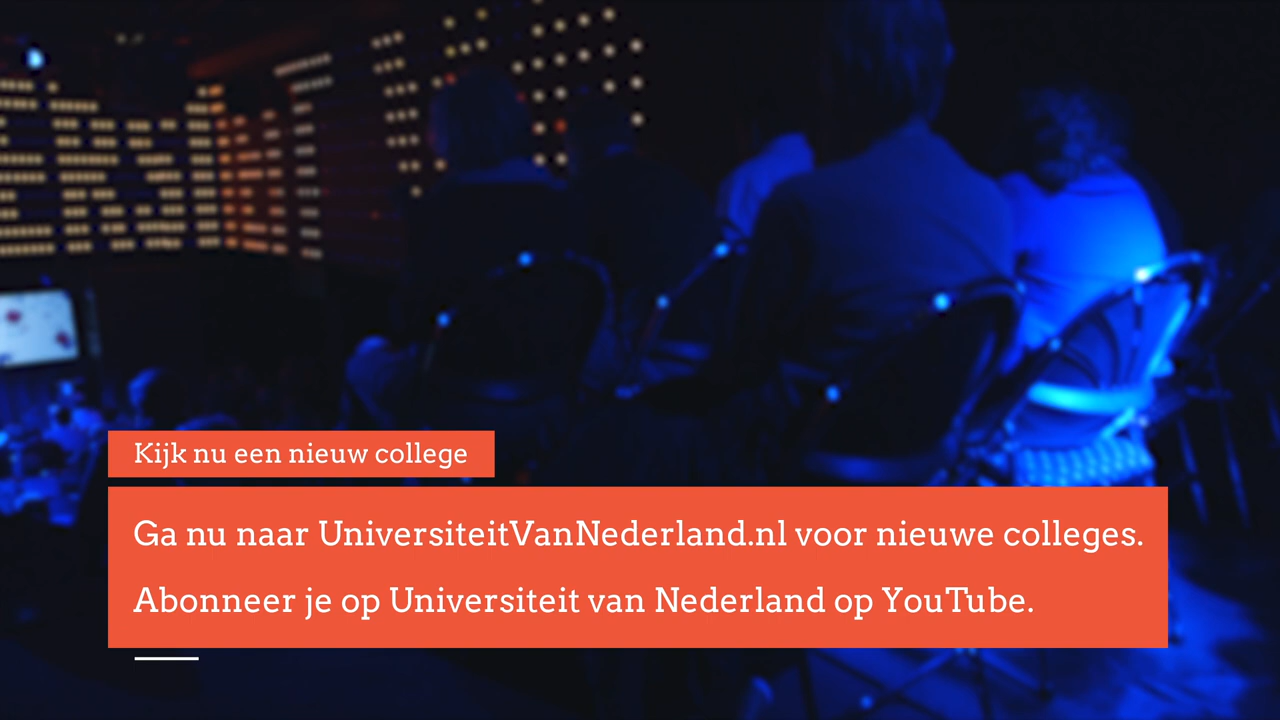 Kijk nu een nieuw college
Ga nu naar UniversiteitVanNederland.nl voor nieuwe colleges.
Abonneer je op Universiteit van Nederland op YouTube.